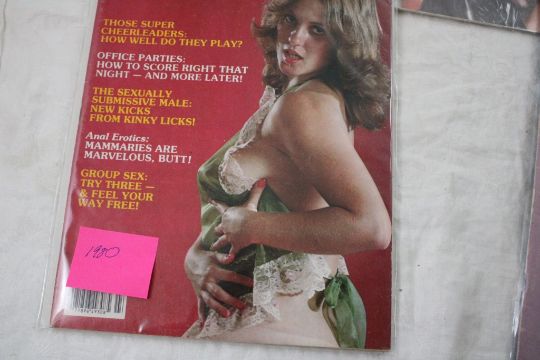 THOSE SUPER
CHEERLEADERS:
HOW WELL DO THEY PLAY?
OFFICE PARTIES:
HOW TO SCORE RIGHT THAT
NIGHT — AND MORE LATER!
THE SEXUALLY
SUBMISSIVE MALE:
NEW KICKS
FROM KINKY LICKS!
Anal Erotics:
MAMMARIES ARE
MARVELOUS, BUTT!
GROUP SEX:
TRY THREE —
& FEEL YOUR
WAY FREE!
1980